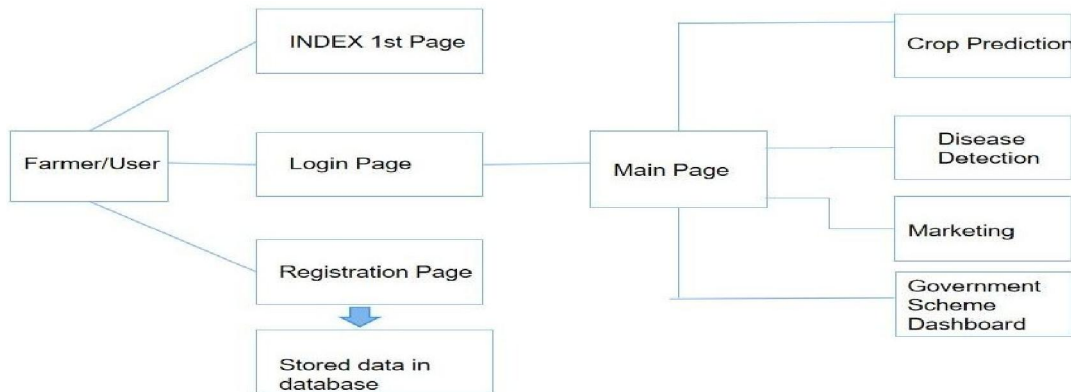 INDEX 1st Page
Farmer/User
Login Page
Registration Page
Stored data in
database
Main Page
Crop Prediction
Disease
Detection
Marketing
Government
Scheme
Dashboard